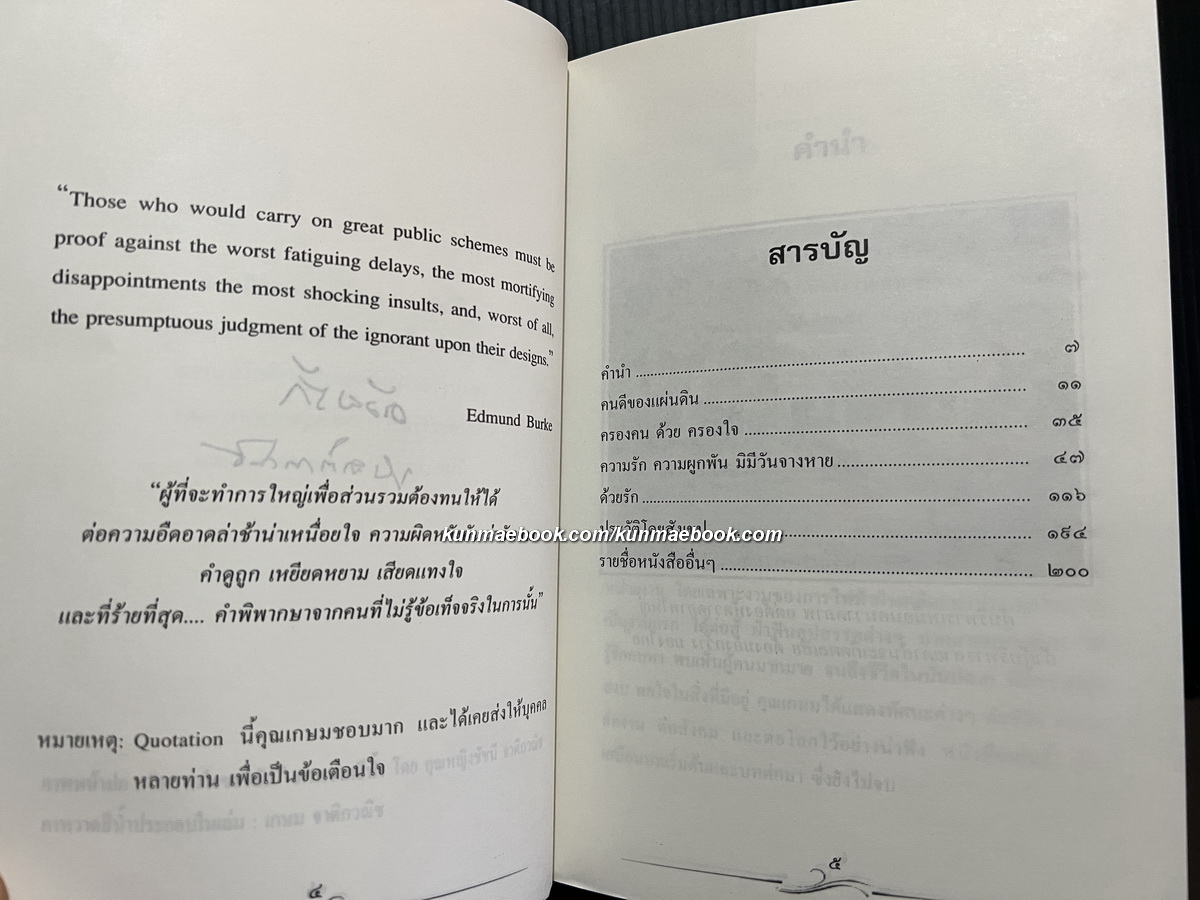 “Those who would carry on great public schemes must be
proof against the worst fatiguing delays, the most mortifying
disappointments the most shocking insults, and, worst of all,
the presumptuous judgment of the ignorant upon their designs.”
Edmund Burke
“ผู้ที่จะทำการใหญ่เพื่อส่วนรวมต้องทนให้ได้
ต่อความอืดอาดล่าช้าน่าเหนื่อยใจ ความผิดหวัง
คำดูถูก เหยียดหยาม เสียดแทงใจ
และที่ร้ายที่สุด.... คำพิพากษาจากคนที่ไม่รู้ข้อเท็จจริงในการนั้น”
หมายเหตุ: Quotation นี้คุณเกษมชอบมาก และได้เคยส่งให้บุคคล
หลายท่าน เพื่อเป็นข้อเตือนใจ
๔
คำนำ
สารบัญ
คำนำ ........ ๗
คนดีของแผ่นดิน ........ ๑๑
ครองคน ด้วย ครองใจ ........ ๓๕
ความรัก ความผูกพัน มิมีวันจางหาย ........ ๔๗
ด้วยรัก ........ ๑๑๖
ประวัติโดยสังเขป ........ ๑๙๔
รายชื่อหนังสืออื่นๆ ........ ๒๐๐
๕
kunmaebook.com/kunmaebook.com